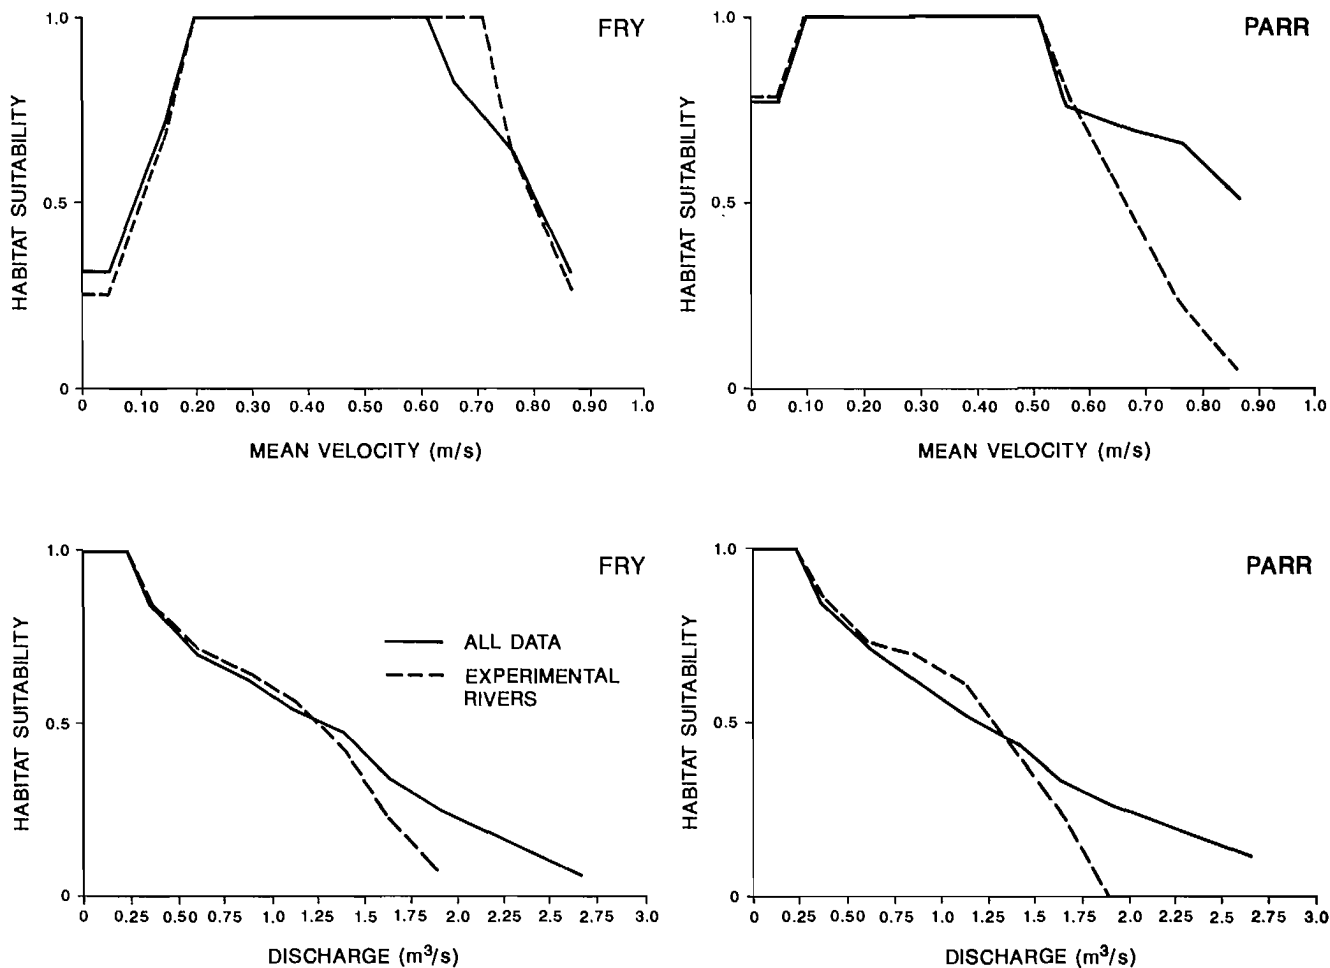 FRY
1.0
0.5
0
HABITAT SUITABILITY
0 0.10 0.20 0.30 0.40 0.50 0.60 0.70 0.80 0.90 1.0
MEAN VELOCITY (m/s)
PARR
1.0
0.5
0
HABITAT SUITABILITY
0 0.10 0.20 0.30 0.40 0.50 0.60 0.70 0.80 0.90 1.0
MEAN VELOCITY (m/s)
FRY
1.0
0.5
0
HABITAT SUITABILITY
ALL DATA
EXPERIMENTAL
RIVERS
0 0.25 0.50 0.75 1.0 1.25 1.5 1.75 2.0 2.5 2.75 3.0
DISCHARGE (m³/s)
PARR
1.0
0.5
0
HABITAT SUITABILITY
0 0.25 0.50 0.75 1.0 1.25 1.5 1.75 2.0 2.25 2.5 2.75 3.0
DISCHARGE (m³/s)